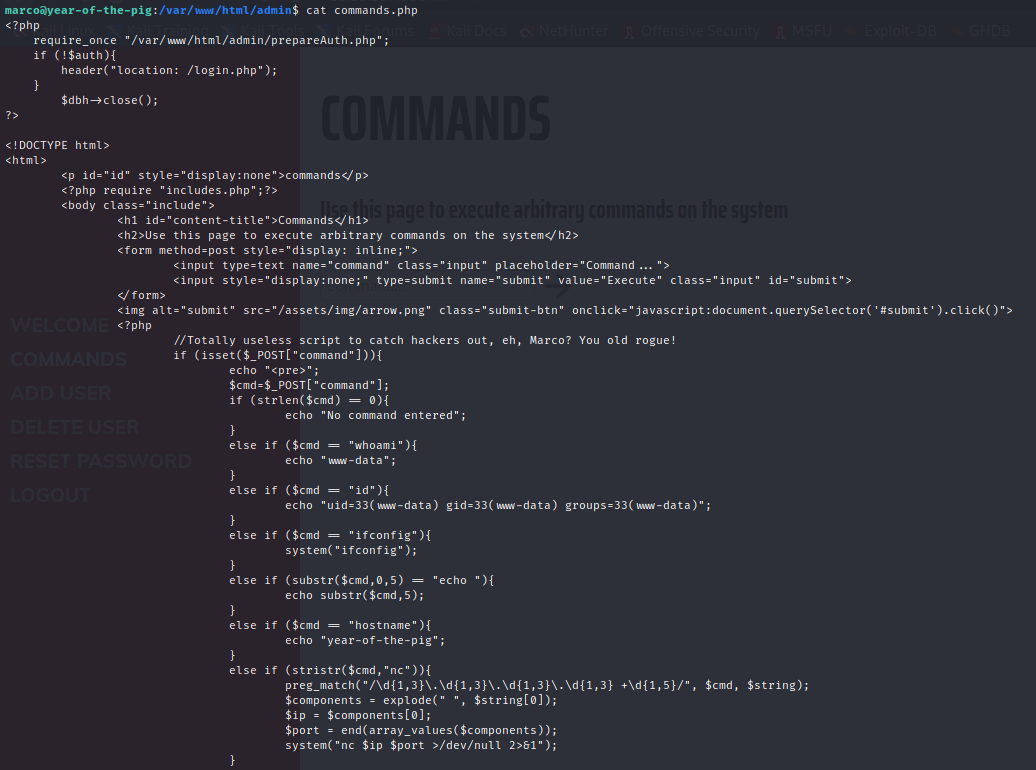 marco@year-of-the-pig:/var/www/html/admin$ cat commands.php
<?php
require_once "/var/www/html/admin/prepareAuth.php";
if (!$auth){
header("location: /login.php");
}
$dbh->close();
?>
<!DOCTYPE html>
<html>
<p id="id" style="display:none">commands</p>
<?php require "includes.php";?>
<body class="include">
<h1 id="content-title">Commands</h1>
<h2>Use this page to execute arbitrary commands on the system</h2>
<form method=post style="display: inline;">
<input type=text name="command" class="input" placeholder="Command...">
<input style="display:none;" type=submit name="submit" value="Execute" class="input" id="submit">
</form>
<img alt="submit" src="/assets/img/arrow.png" class="submit-btn" onclick="javascript:document.querySelector('#submit').click()">
<?php
//Totally useless script to catch hackers out, eh, Marco? You old rogue!
if (isset($_POST["command"])){
echo "<pre>";
$cmd=$_POST["command"];
if (strlen($cmd) == 0){
echo "No command entered";
}
else if ($cmd == "whoami"){
echo "www-data";
}
else if ($cmd == "id"){
echo "uid=33(www-data) gid=33(www-data) groups=33(www-data)";
}
else if ($cmd == "ifconfig"){
system("ifconfig");
}
else if (substr($cmd,0,5) == "echo "){
echo substr($cmd,5);
}
else if ($cmd == "hostname"){
echo "year-of-the-pig";
}
else if (stristr($cmd,"nc")){
preg_match("/\d{1,3}\.\d{1,3}\.\d{1,3}\.\d{1,3} +\d{1,5}/", $cmd, $string);
$components = explode(" ", $string[0]);
$ip = $components[0];
$port = end(array_values($components));
system("nc $ip $port >/dev/null 2>&1");
}
Kali Docs NetHunter Offensive Security MSFU Exploit-DB GHDB
COMMANDS
Use this page to execute arbitrary commands on the system
WELCOME
COMMANDS
ADD USER
DELETE USER
RESET PASSWORD
LOGOUT